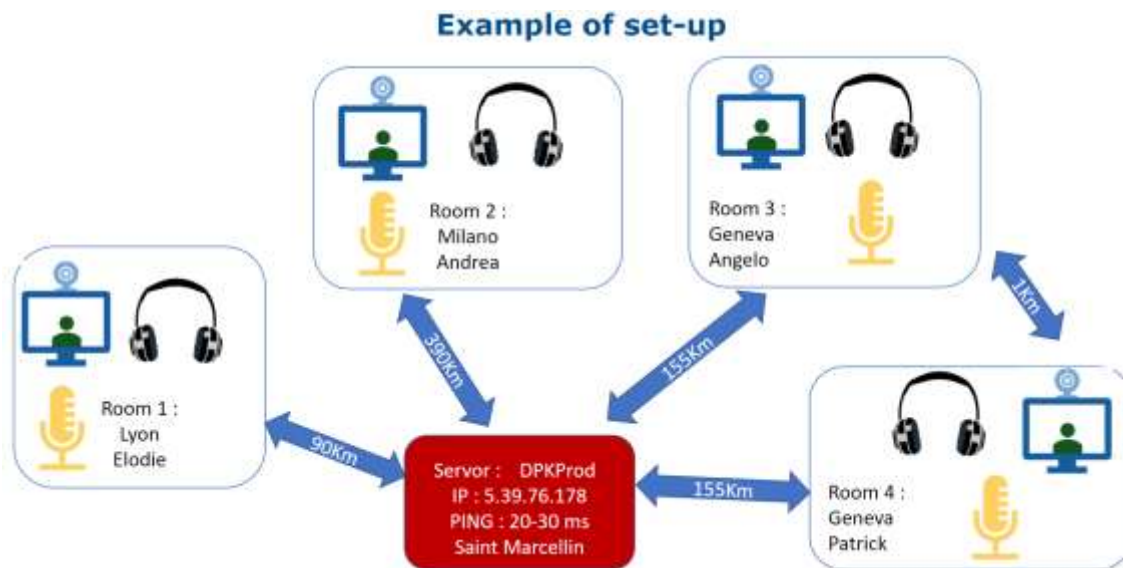 Example of set-up
Room 2 :
Milano
Andrea
Room 3 :
Geneva
Angelo
1Km
390Km
155Km
Room 1 :
Lyon
Elodie
90Km
Servor : DPKProd
IP : 5.39.76.178
PING : 20-30 ms
Saint Marcellin
155Km
Room 4 :
Geneva
Patrick